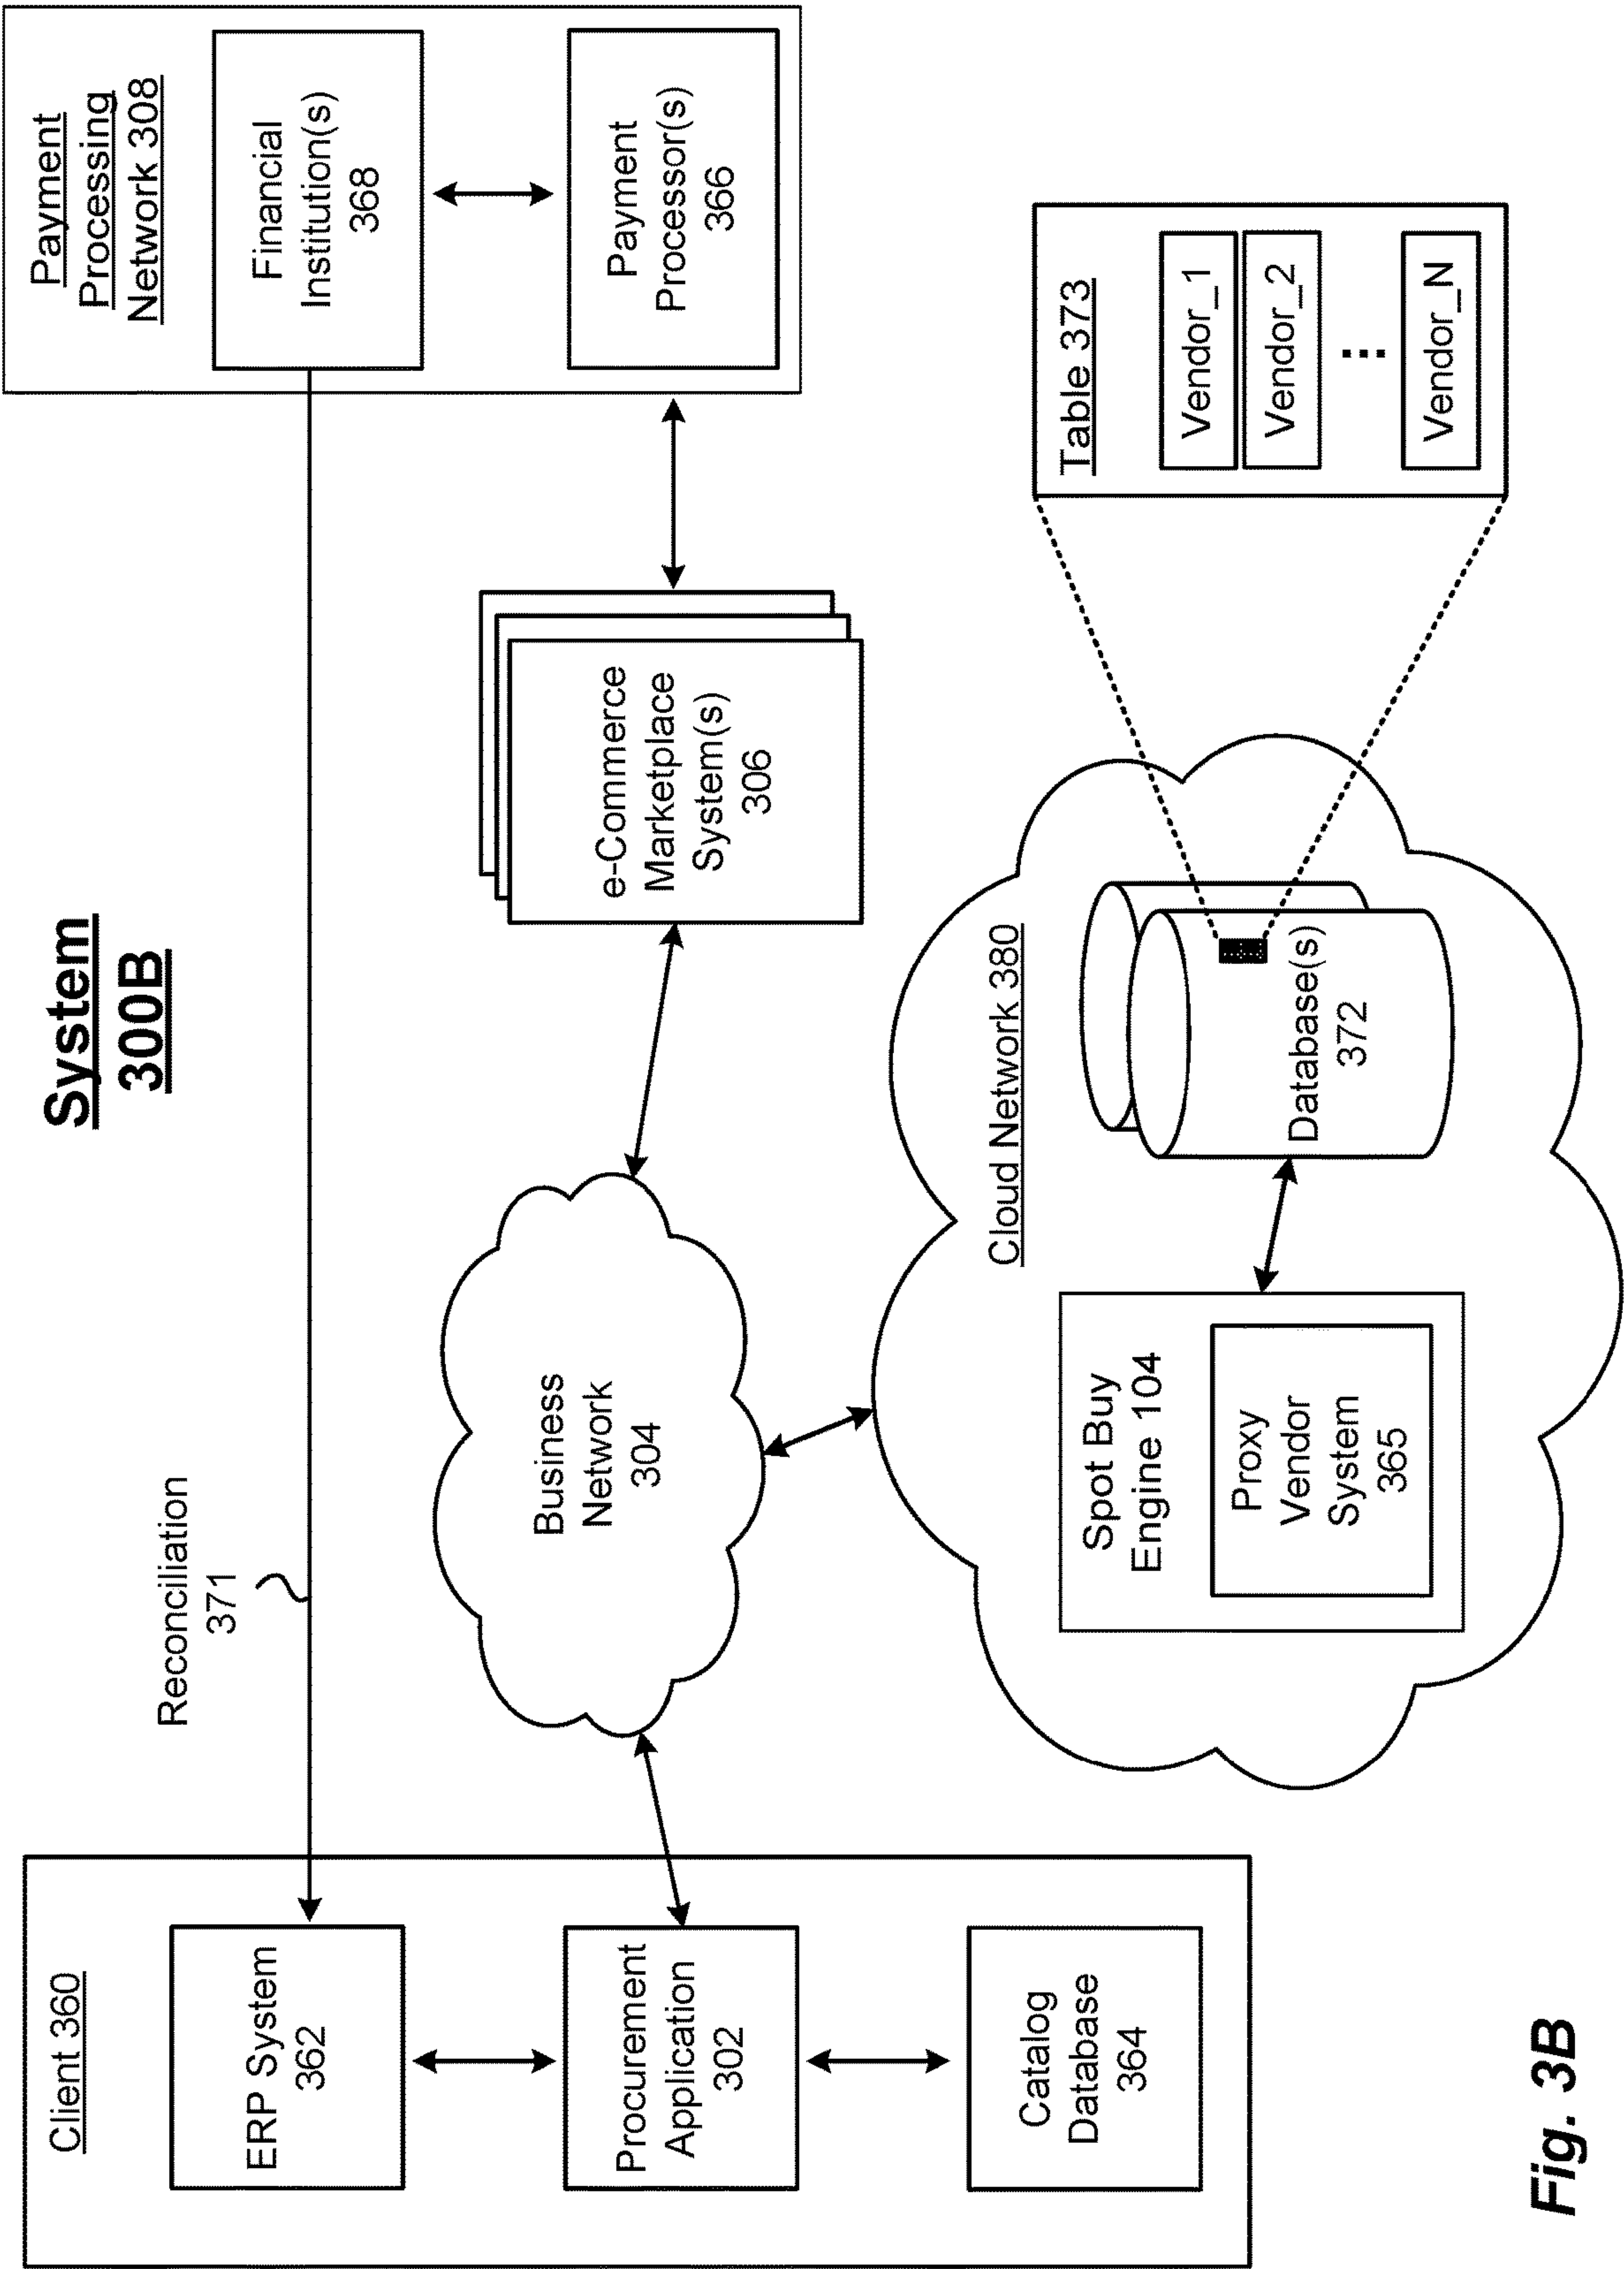 System
300B
Client 360
ERP System
362
Procurement
Application
302
Catalog
Database
364
Reconciliation
371
Business
Network
304
e-Commerce
Marketplace
System(s)
306
Payment
Processing
Network 308
Financial
Institution(s)
368
Payment
Processor(s)
366
Cloud Network 380
Spot Buy
Engine 104
Proxy
Vendor
System
365
Database(s)
372
Table 373
Vendor_1
Vendor_2
Vendor_N
Fig. 3B